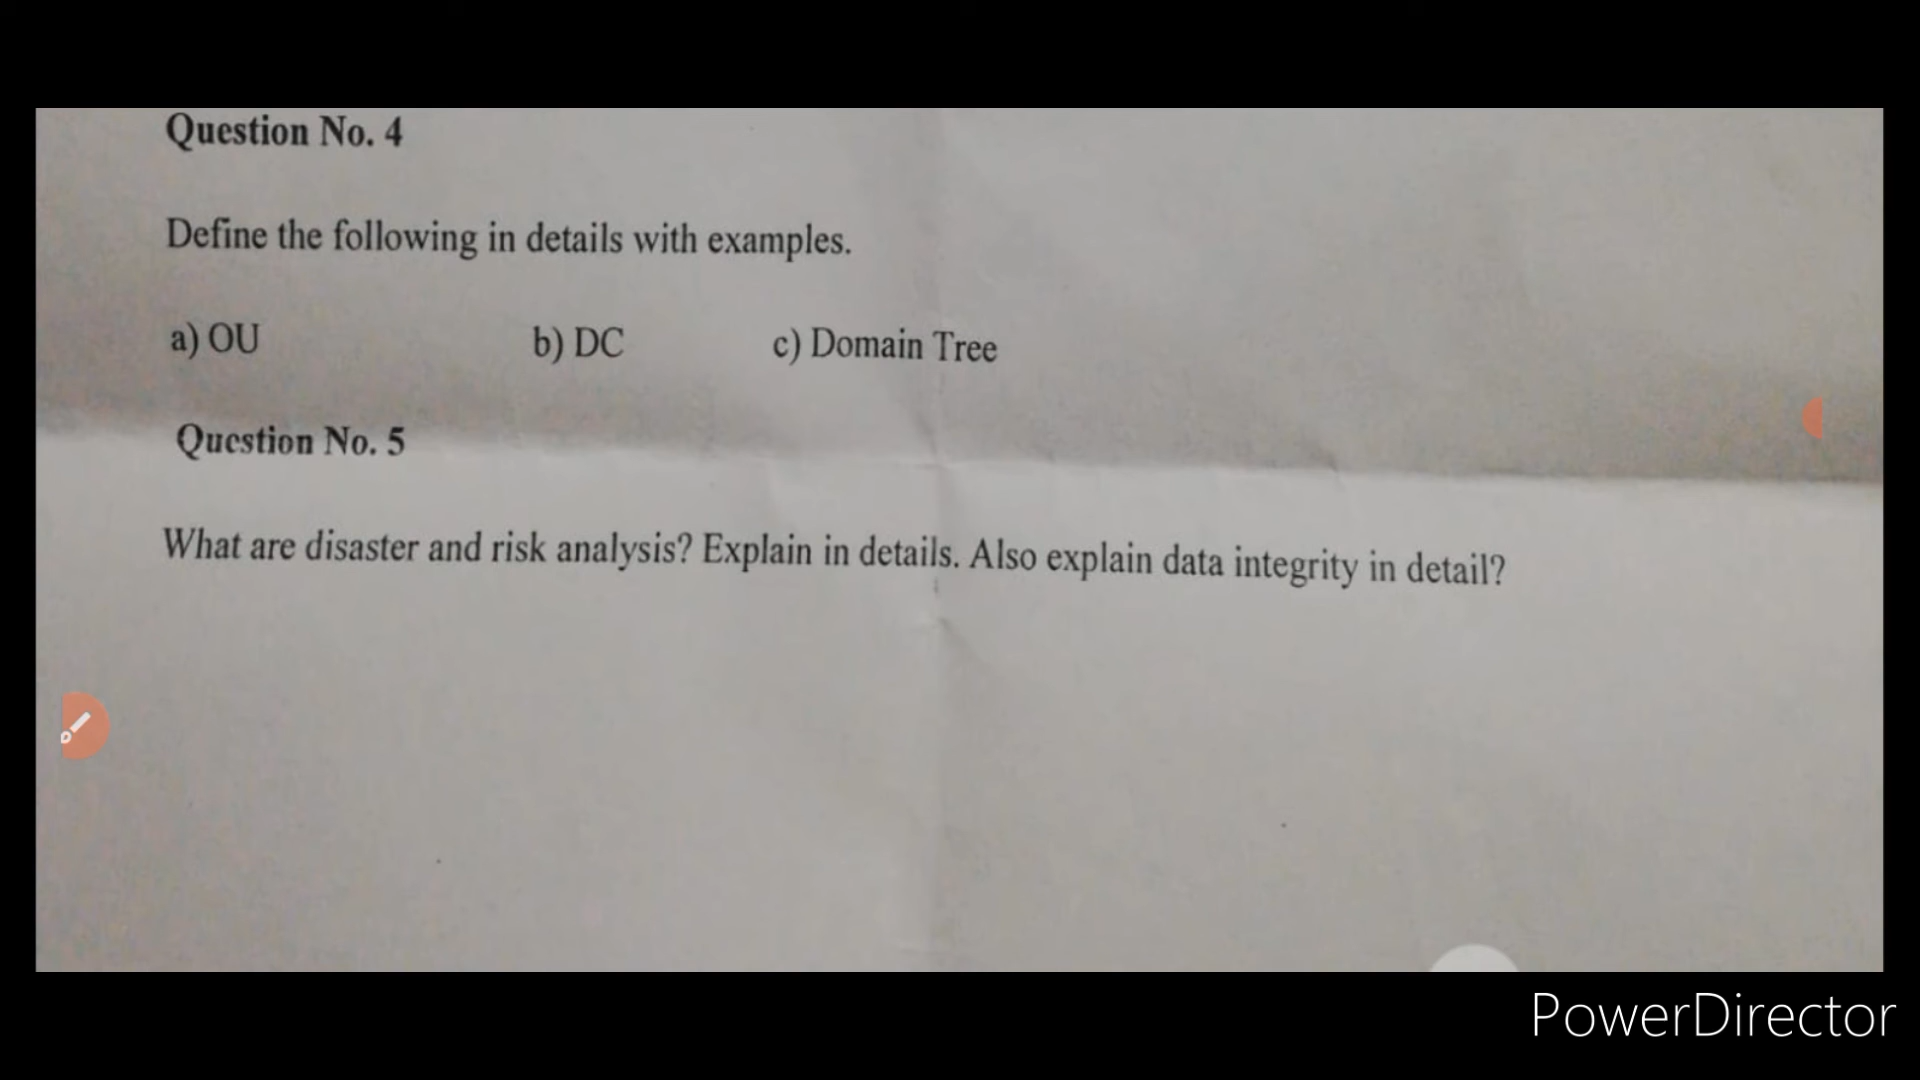 Question No. 4
Define the following in details with examples.
a) OU b) DC c) Domain Tree
Question No. 5
What are disaster and risk analysis? Explain in details. Also explain data integrity in detail?
PowerDirector